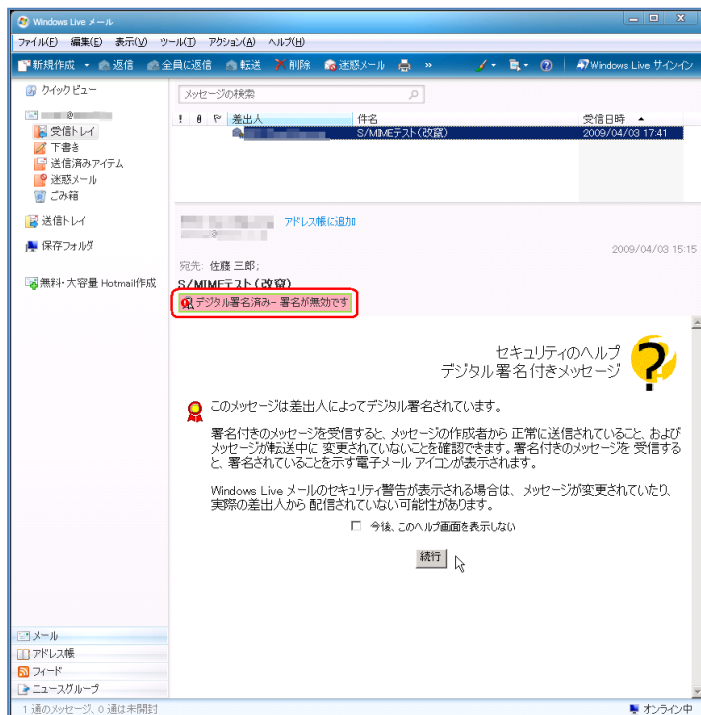 Windows Live メール
ファイル(F) 編集(E) 表示(V) ツール(T) アクション(A) ヘルプ(H)
新規作成 返信 全員に返信 転送 削除 迷惑メール » Windows Live サインイン
クイックビュー
メッセージの検索
@
! 差出人 件名 受信日時
受信トレイ
S/MIMEテスト(改竄) 2009/04/03 17:41
下書き
送信済みアイテム
迷惑メール
ごみ箱
送信トレイ
アドレス帳に追加
@
保存フォルダ
2009/04/03 15:15
宛先: 佐藤 三郎;
無料・大容量 Hotmail作成
S/MIMEテスト(改竄)
デジタル署名済み- 署名が無効です
セキュリティのヘルプ
デジタル署名付きメッセージ
このメッセージは差出人によってデジタル署名されています。
署名付きのメッセージを受信すると、メッセージの作成者から 正常に送信されていること、および
メッセージが転送中に 変更されていないことを確認できます。署名付きのメッセージを 受信する
と、署名されていることを示す電子メール アイコンが表示されます。
Windows Live メールのセキュリティ警告が表示される場合は、 メッセージが変更されていたり、
実際の差出人から 配信されていない可能性があります。
今後、このヘルプ画面を表示しない
続行
メール
アドレス帳
フィード
ニュースグループ
1 通のメッセージ、0 通は未開封 オンライン中